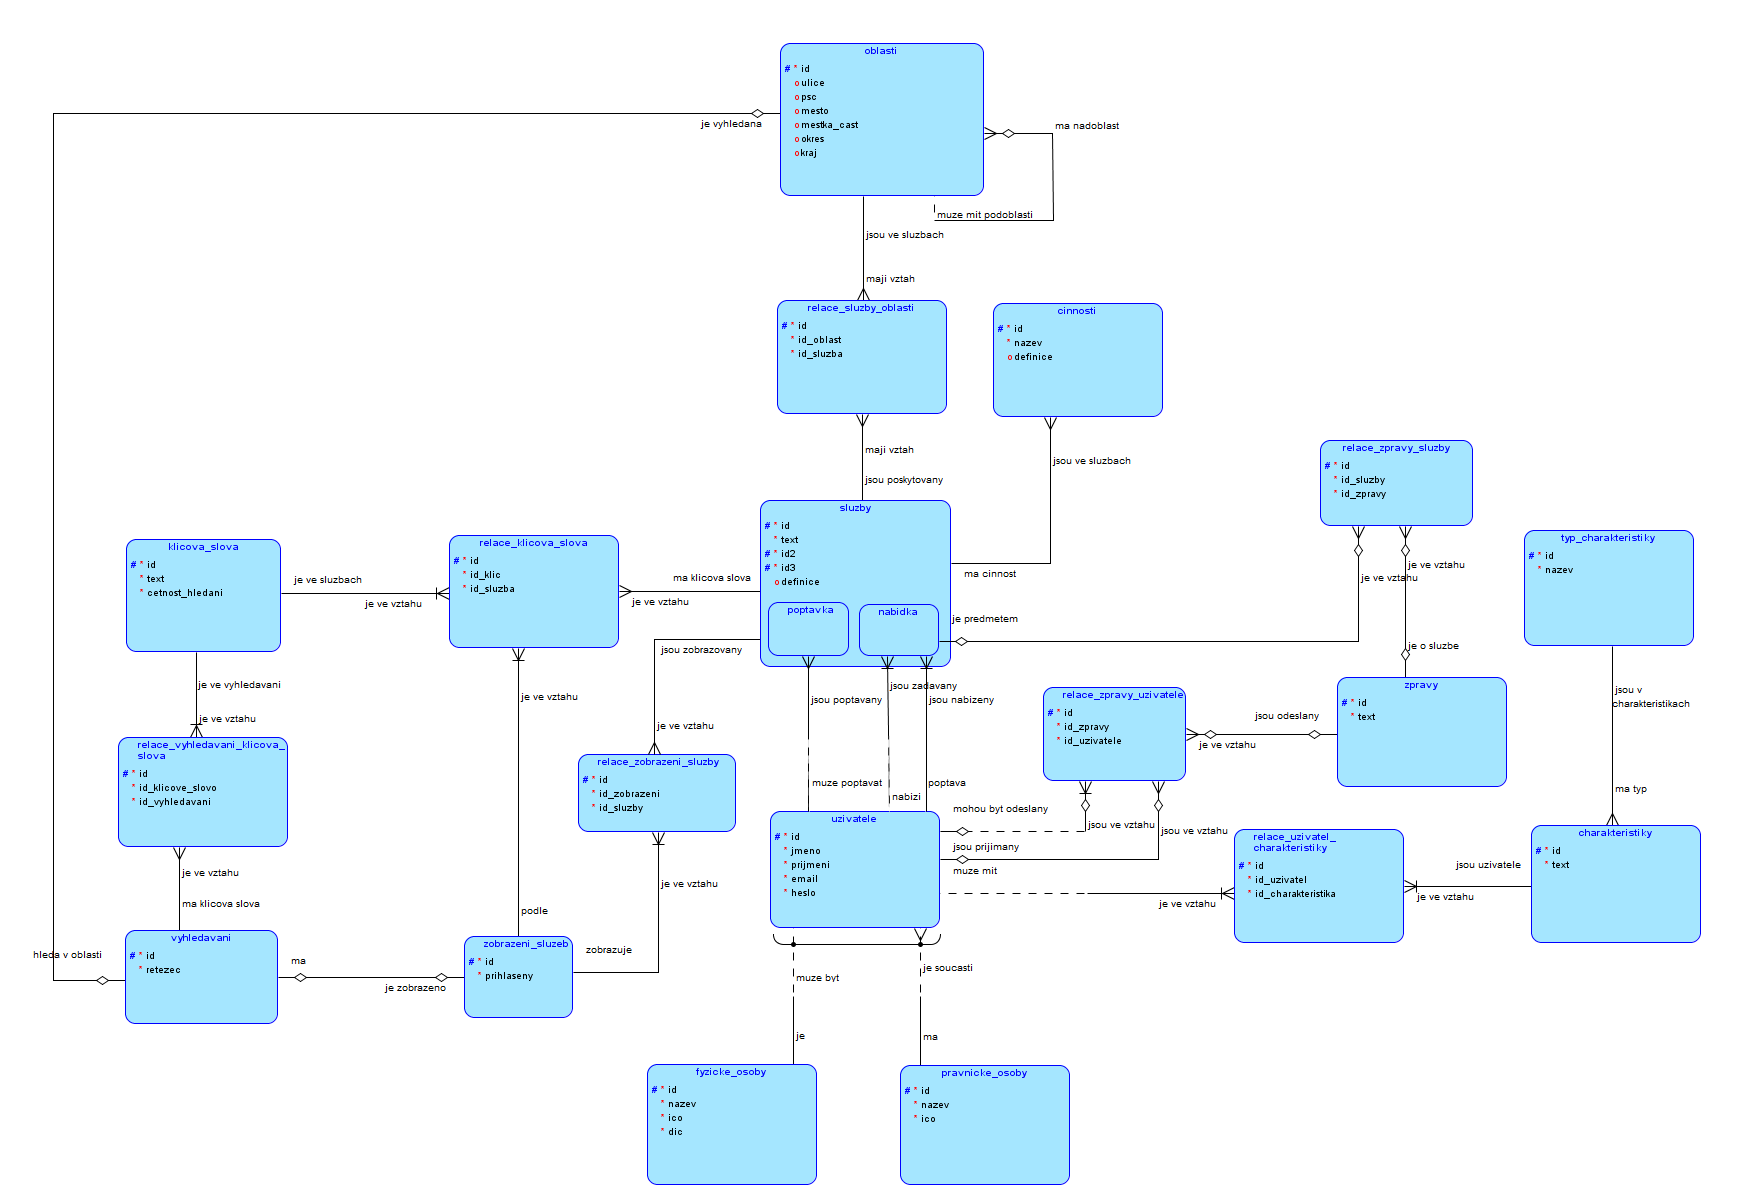 oblasti
# * id
o ulice
o psc
o mesto
o mestka_cast
o okres
o kraj
je vyhledana
ma nadoblast
muze mit podoblasti
jsou ve sluzbach
maji vztah
relace_sluzby_oblasti
# * id
* id_oblast
* id_sluzba
cinnosti
# * id
* nazev
o definice
maji vztah
jsou poskytovany
jsou ve sluzbach
ma cinnost
relace_zpravy_sluzby
# * id
* id_sluzby
* id_zpravy
sluzby
# * id
* text
# * id2
# * id3
o definice
poptavka
nabidka
klicova_slova
# * id
* text
* cetnost_hledani
je ve sluzbach
je ve vztahu
relace_klicova_slova
# * id
* id_klic
* id_sluzba
ma klicova slova
je ve vztahu
typ_charakteristiky
# * id
* nazev
je ve vztahu
je ve vztahu
je predmetem
je o sluzbe
jsou zobrazovany
je ve vyhledavani
je ve vztahu
je ve vztahu
je ve vztahu
jsou poptavany
jsou zadavany
jsou nabizeny
relace_zpravy_uzivatele
# * id
* id_zpravy
* id_uzivatele
jsou odeslany
je ve vztahu
zpravy
# * id
* text
jsou v
charakteristikach
ma typ
relace_vyhledavani_klicova_
slova
# * id
* id_klicove_slovo
* id_vyhledavani
relace_zobrazeni_sluzby
# * id
* id_zobrazeni
* id_sluzby
muze poptavat
nabizi
poptava
uzivatele
# * id
* jmeno
* prijmeni
* email
* heslo
mohou byt odeslany
jsou ve vztahu
jsou ve vztahu
jsou prijimany
muze mit
je ve vztahu
relace_uzivatel_
charakteristiky
# * id
* id_uzivatel
* id_charakteristika
jsou uzivatele
je ve vztahu
charakteristiky
# * id
* text
je ve vztahu
ma klicova slova
je ve vztahu
podle
zobrazuje
hleda v oblasti
vyhledavani
# * id
* retezec
ma
je zobrazeno
zobrazeni_sluzeb
# * id
* prihlaseny
muze byt
je soucasti
je
ma
fyzicke_osoby
# * id
* nazev
* ico
* dic
pravnicke_osoby
# * id
* nazev
* ico